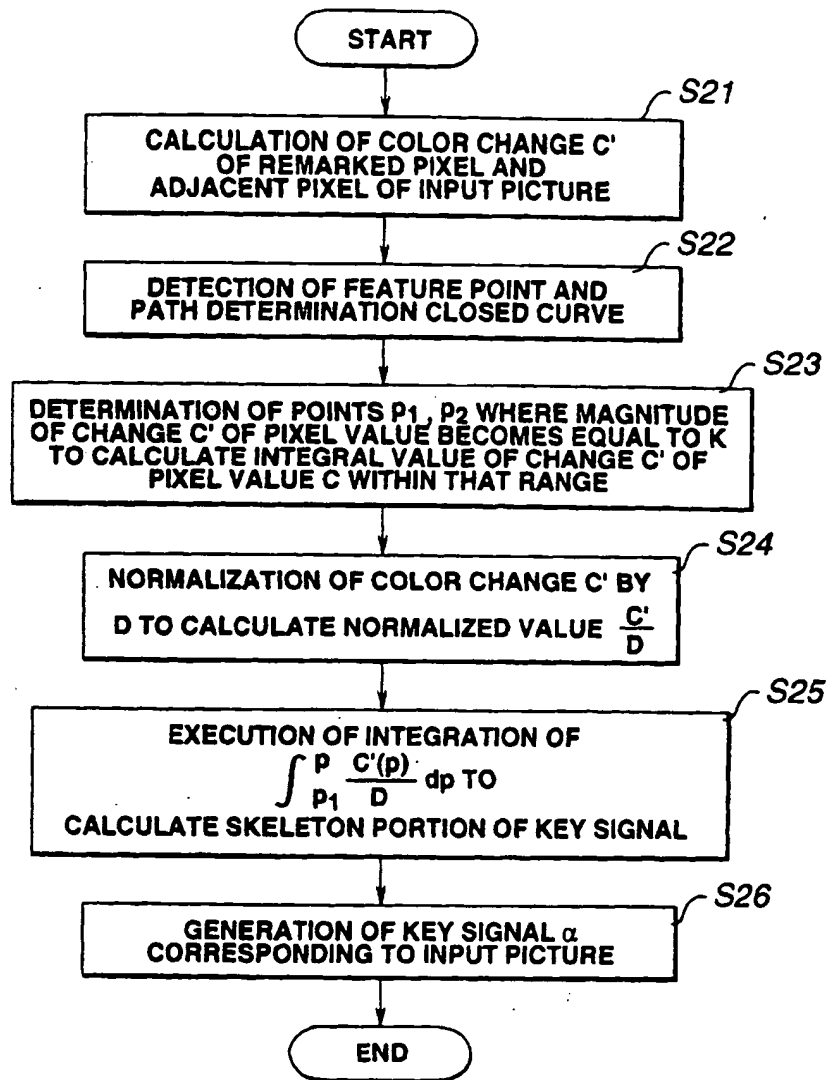 START
S21
CALCULATION OF COLOR CHANGE C'
OF REMARKED PIXEL AND
ADJACENT PIXEL OF INPUT PICTURE
S22
DETECTION OF FEATURE POINT AND
PATH DETERMINATION CLOSED CURVE
S23
DETERMINATION OF POINTS P1, P2 WHERE MAGNITUDE
OF CHANGE C' OF PIXEL VALUE BECOMES EQUAL TO K
TO CALCULATE INTEGRAL VALUE OF CHANGE C' OF
PIXEL VALUE C WITHIN THAT RANGE
S24
NORMALIZATION OF COLOR CHANGE C' BY
D TO CALCULATE NORMALIZED VALUE C'/D
S25
EXECUTION OF INTEGRATION OF
∫ p p1 C'(p)/D dp TO
CALCULATE SKELETON PORTION OF KEY SIGNAL
S26
GENERATION OF KEY SIGNAL α
CORRESPONDING TO INPUT PICTURE
END